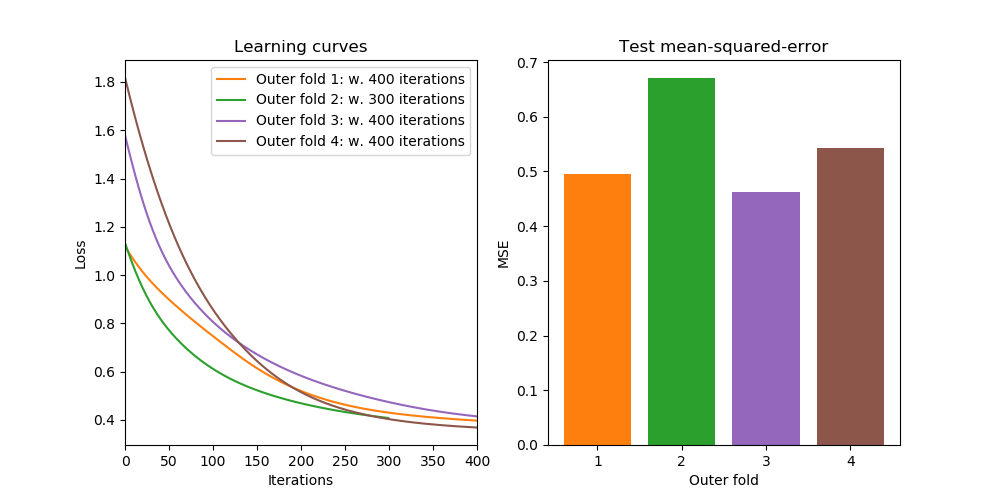 Learning curves
Outer fold 1: w. 400 iterations
Outer fold 2: w. 300 iterations
Outer fold 3: w. 400 iterations
Outer fold 4: w. 400 iterations
Loss
1.8
1.6
1.4
1.2
1.0
0.8
0.6
0.4
0 50 100 150 200 250 300 350 400
Iterations
Test mean-squared-error
MSE
0.7
0.6
0.5
0.4
0.3
0.2
0.1
0.0
1 2 3 4
Outer fold